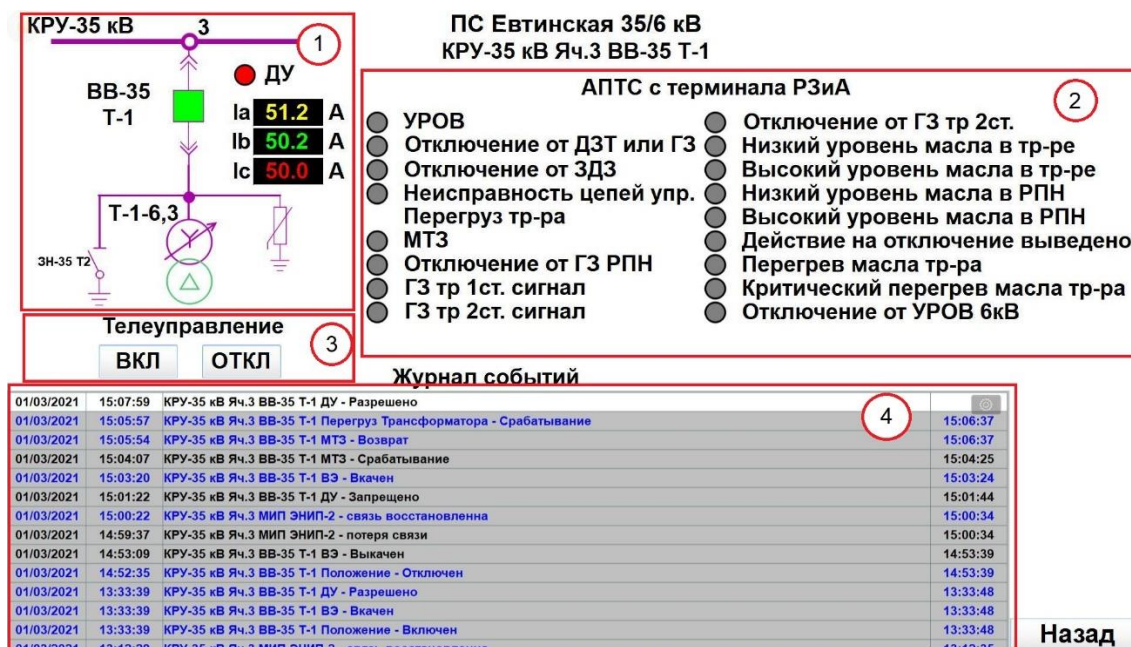 КРУ-35 кВ
3
1
ПС Евтинская 35/6 кВ
КРУ-35 кВ Яч.3 ВВ-35 Т-1
ВВ-35
Т-1
ДУ
Ia 51.2 А
Ib 50.2 А
Ic 50.0 А
Т-1-6,3
ЗН-35 Т2
АПТС с терминала РЗиА
2
УРОВ
Отключение от ДЗТ или ГЗ
Отключение от ЗДЗ
Неисправность цепей упр.
Перегруз тр-ра
МТЗ
Отключение от ГЗ РПН
ГЗ тр 1ст. сигнал
ГЗ тр 2ст. сигнал
Отключение от ГЗ тр 2ст.
Низкий уровень масла в тр-ре
Высокий уровень масла в тр-ре
Низкий уровень масла в РПН
Высокий уровень масла в РПН
Действие на отключение выведено
Перегрев масла тр-ра
Критический перегрев масла тр-ра
Отключение от УРОВ 6кВ
Телеуправление
3
ВКЛ ОТКЛ
Журнал событий
4
01/03/2021 15:07:59 КРУ-35 кВ Яч.3 ВВ-35 Т-1 ДУ - Разрешено
01/03/2021 15:05:57 КРУ-35 кВ Яч.3 ВВ-35 Т-1 Перегруз Трансформатора - Срабатывание 15:06:37
01/03/2021 15:05:54 КРУ-35 кВ Яч.3 ВВ-35 Т-1 МТЗ - Возврат 15:06:37
01/03/2021 15:04:07 КРУ-35 кВ Яч.3 ВВ-35 Т-1 МТЗ - Срабатывание 15:04:25
01/03/2021 15:03:20 КРУ-35 кВ Яч.3 ВВ-35 Т-1 ВЭ - Вкачен 15:03:24
01/03/2021 15:01:22 КРУ-35 кВ Яч.3 ВВ-35 Т-1 ДУ - Запрещено 15:01:44
01/03/2021 15:00:22 КРУ-35 кВ Яч.3 МИП ЭНИП-2 - связь восстановленна 15:00:34
01/03/2021 14:59:37 КРУ-35 кВ Яч.3 МИП ЭНИП-2 - потеря связи 15:00:34
01/03/2021 14:53:09 КРУ-35 кВ Яч.3 ВВ-35 Т-1 ВЭ - Выкачен 14:53:39
01/03/2021 14:52:35 КРУ-35 кВ Яч.3 ВВ-35 Т-1 Положение - Отключен 14:53:39
01/03/2021 13:33:39 КРУ-35 кВ Яч.3 ВВ-35 Т-1 ДУ - Разрешено 13:33:48
01/03/2021 13:33:39 КРУ-35 кВ Яч.3 ВВ-35 Т-1 ВЭ - Вкачен 13:33:48
01/03/2021 13:33:39 КРУ-35 кВ Яч.3 ВВ-35 Т-1 Положение - Включен 13:33:48
Назад